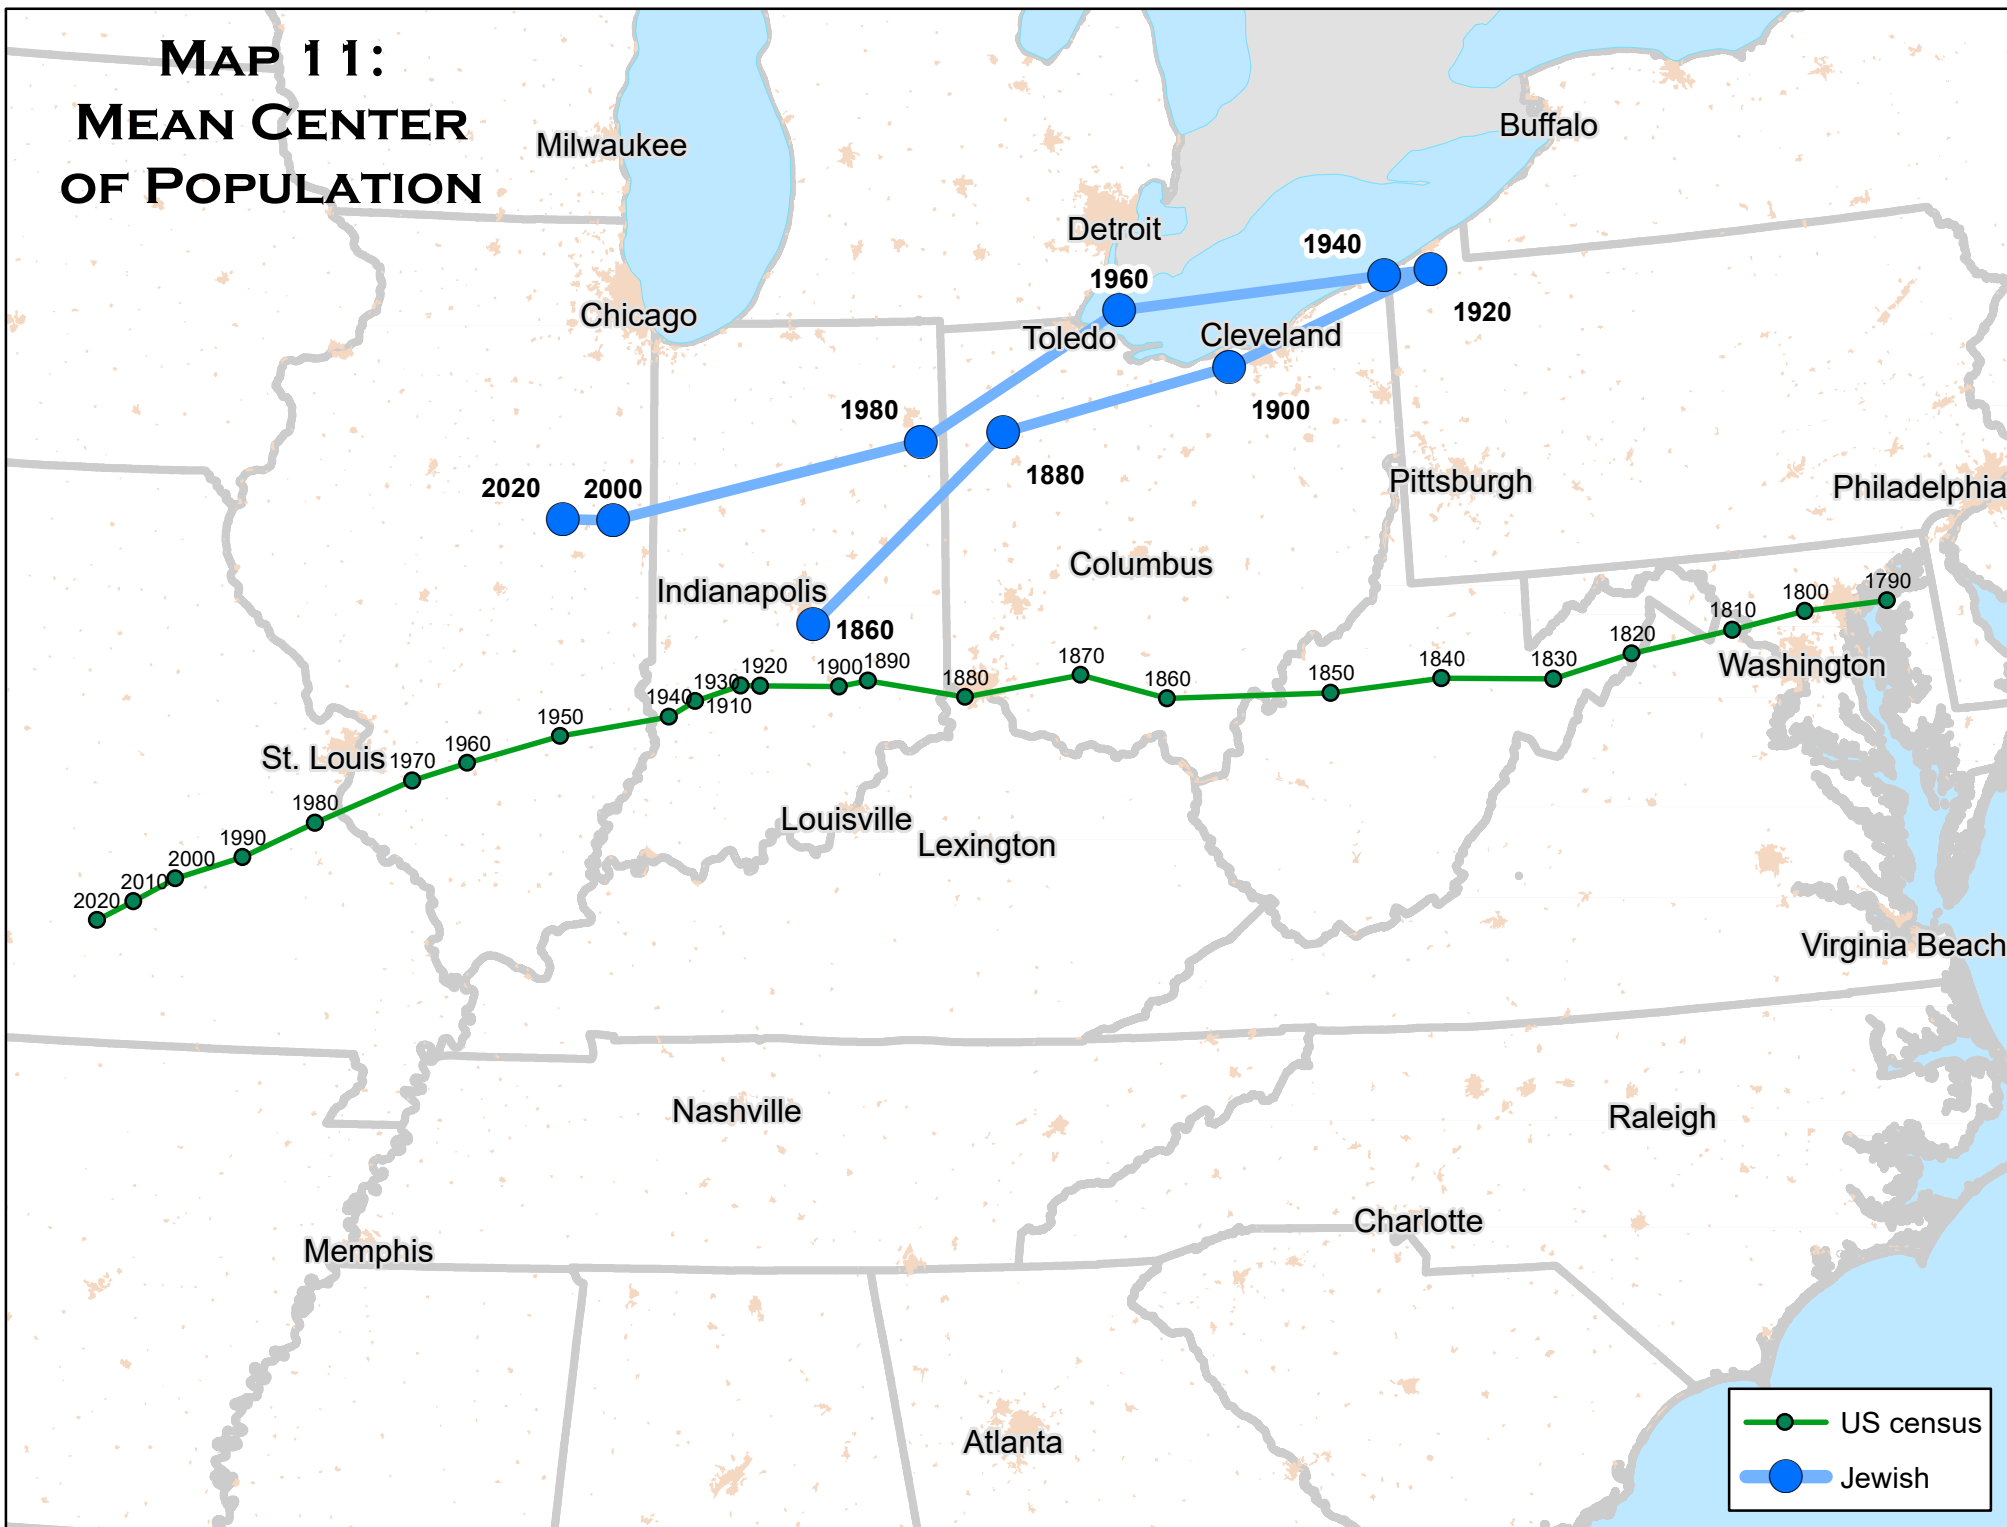 MAP 11:
MEAN CENTER
OF POPULATION
Milwaukee
Buffalo
Detroit
1940
1960
1920
Chicago
Toledo
Cleveland
1980
1900
1880
2020
2000
Pittsburgh
Philadelphia
Columbus
Indianapolis
1860
1790
1800
1810
1820
Washington
1830
1840
1850
1860
1870
1880
1890
1900
1920
1930
1910
1940
1950
1960
1970
St. Louis
1980
1990
2000
2010
2020
Louisville
Lexington
Virginia Beach
Nashville
Raleigh
Charlotte
Memphis
Atlanta
US census
Jewish